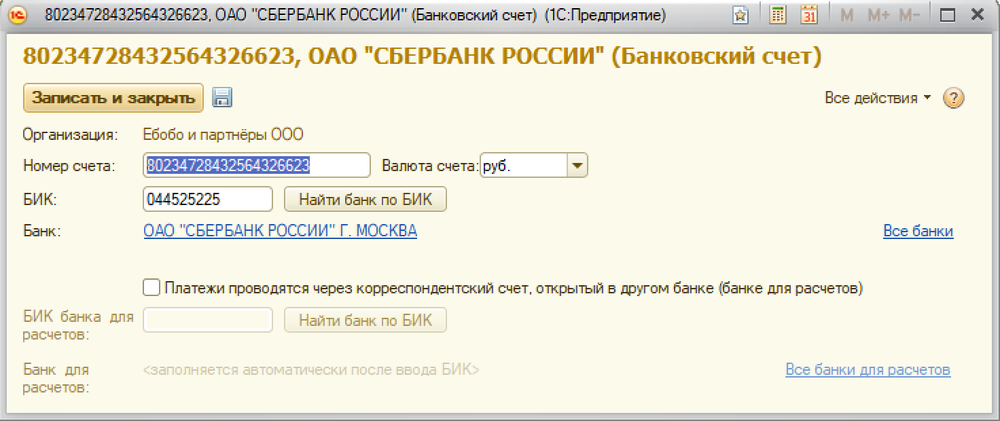 80234728432564326623, ОАО "СБЕРБАНК РОССИИ" (Банковский счет) (1С:Предприятие) 31 M M+ M-
80234728432564326623, ОАО "СБЕРБАНК РОССИИ" (Банковский счет)
Записать и закрыть Все действия ?
Организация: Ебобо и партнёры ООО
Номер счета: 80234728432564326623 Валюта счета: руб.
БИК: 044525225 Найти банк по БИК
Банк: ОАО "СБЕРБАНК РОССИИ" Г. МОСКВА Все банки
Платежи проводятся через корреспондентский счет, открытый в другом банке (банке для расчетов)
БИК банка для Найти банк по БИК
расчетов:
Банк для <заполняется автоматически после ввода БИК> Все банки для расчетов
расчетов: